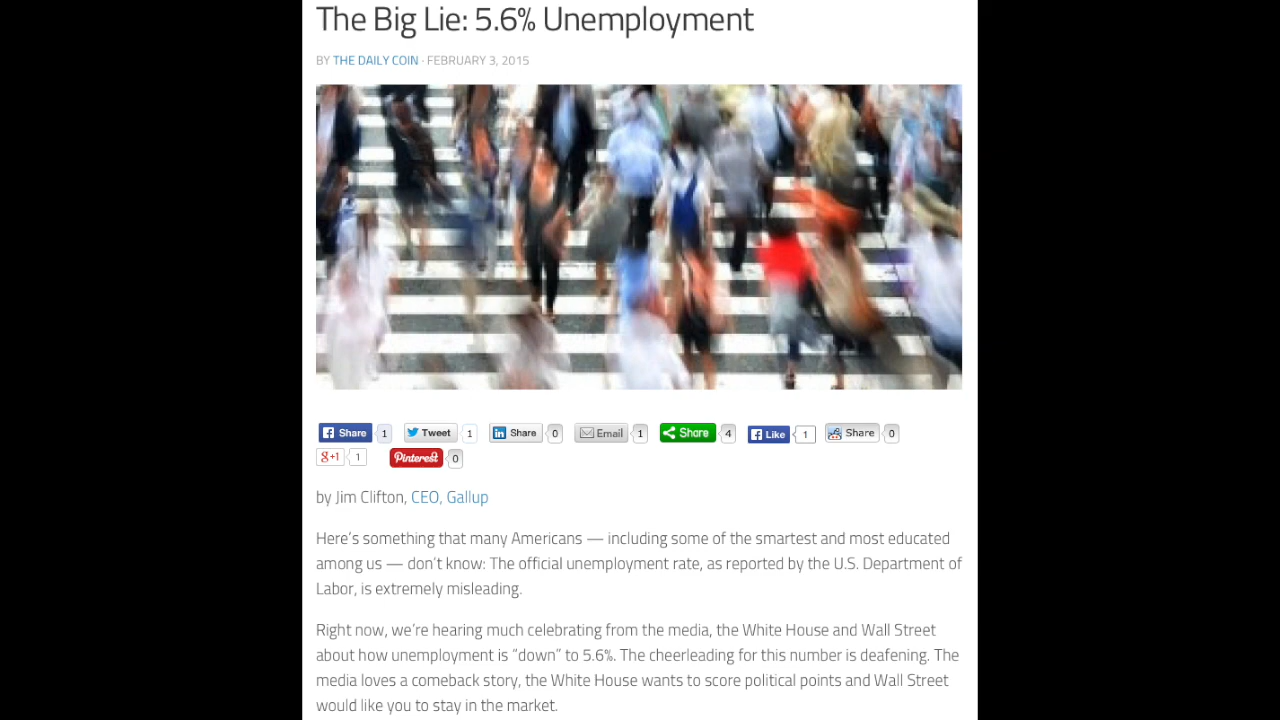 The Big Lie: 5.6% Unemployment
BY THE DAILY COIN · FEBRUARY 3, 2015
Share 1 Tweet 1 Share 0 Email 1 Share 4 Like 1 Share 0
g+1 1 Pinterest 0
by Jim Clifton, CEO, Gallup
Here’s something that many Americans — including some of the smartest and most educated
among us — don’t know: The official unemployment rate, as reported by the U.S. Department of
Labor, is extremely misleading.
Right now, we’re hearing much celebrating from the media, the White House and Wall Street
about how unemployment is “down” to 5.6%. The cheerleading for this number is deafening. The
media loves a comeback story, the White House wants to score political points and Wall Street
would like you to stay in the market.